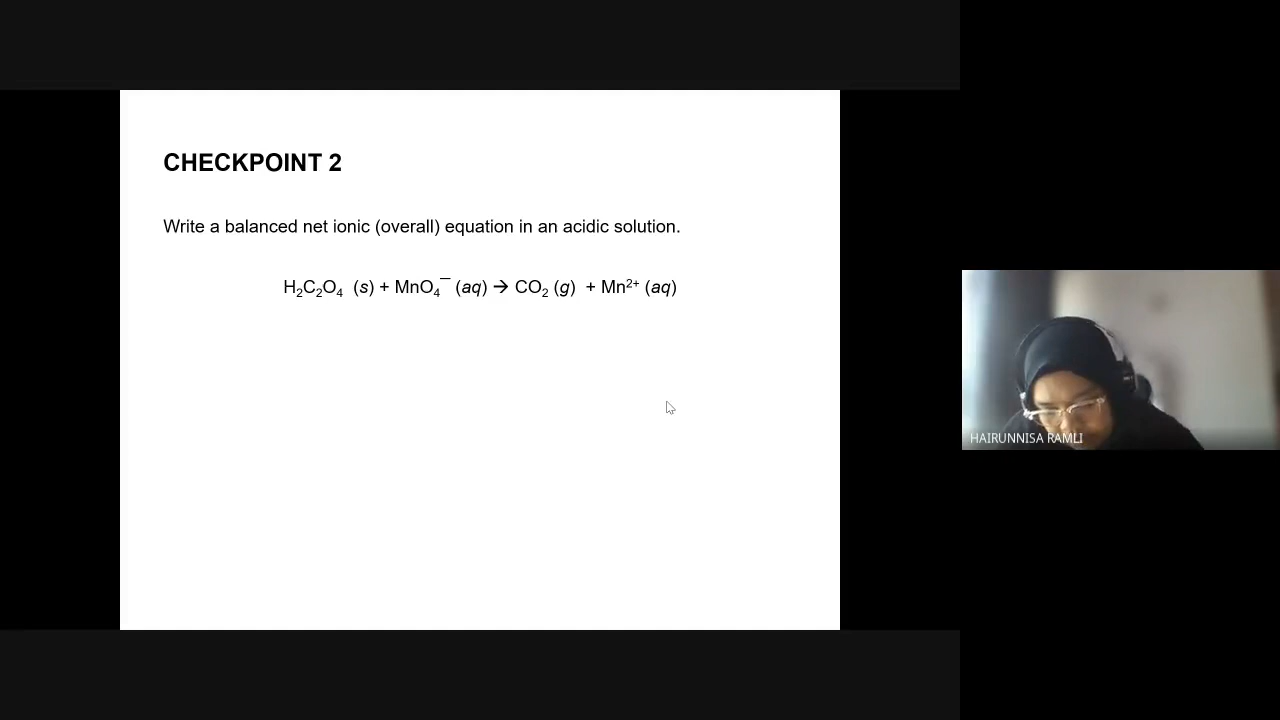 CHECKPOINT 2
Write a balanced net ionic (overall) equation in an acidic solution.
H₂C₂O₄ (s) + MnO₄⁻ (aq) → CO₂ (g) + Mn²⁺ (aq)
HAIRUNNISA RAMLI